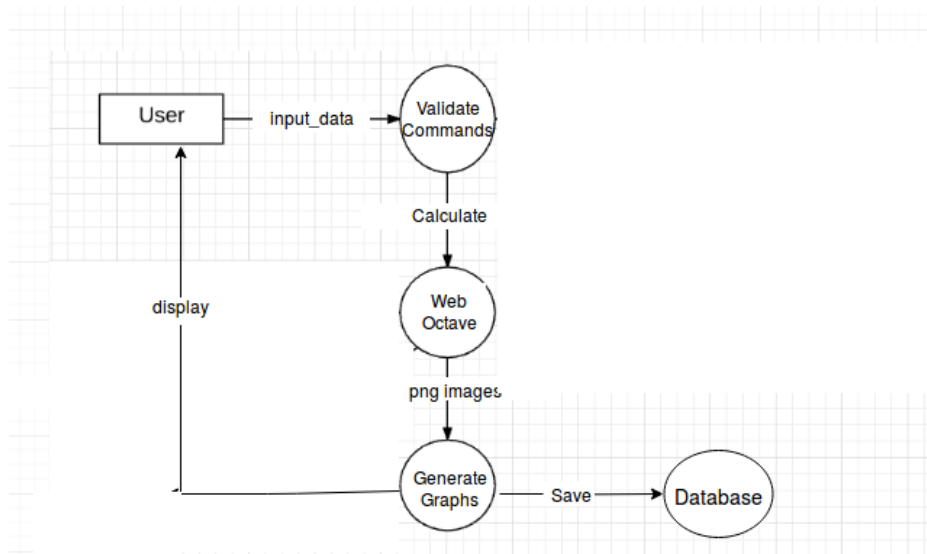 User
input_data
Validate
Commands
Calculate
Web
Octave
display
png images
Generate
Graphs
Save
Database